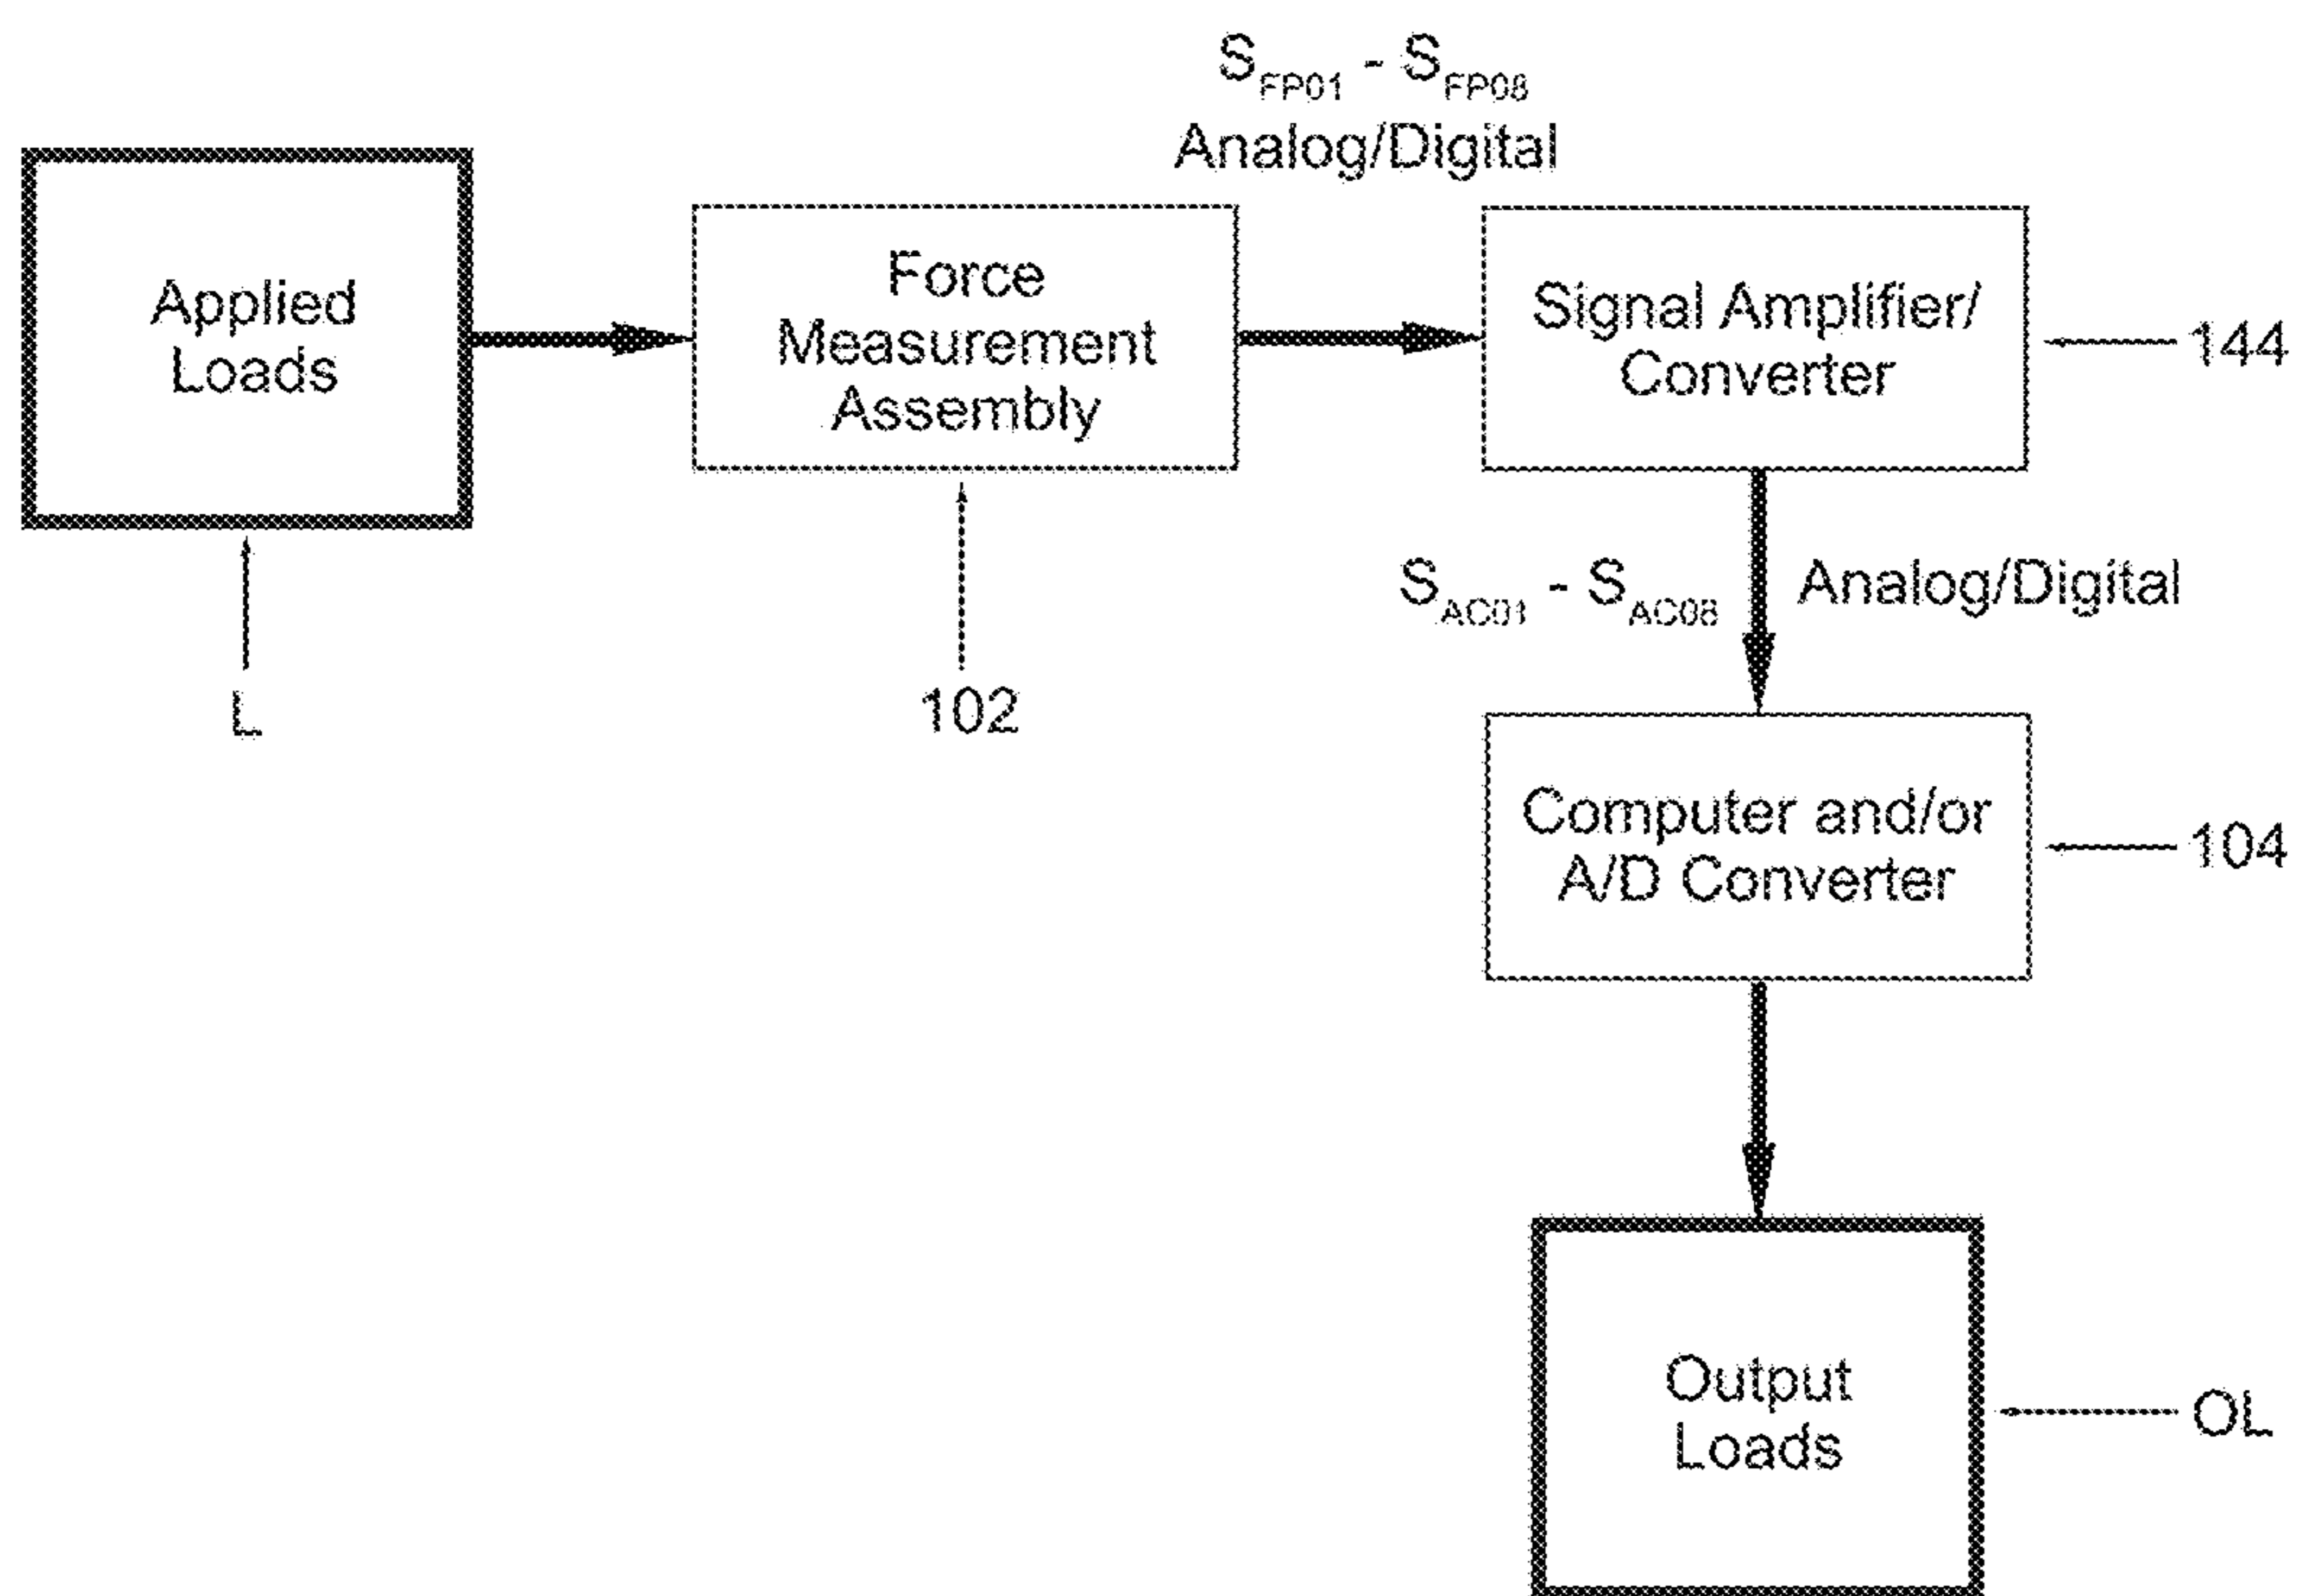 S_FP01 - S_FP08
Analog/Digital
Applied
Loads
Force
Measurement
Assembly
Signal Amplifier/
Converter
144
S_AC01 - S_AC08 Analog/Digital
L
102
Computer and/or
A/D Converter
104
Output
Loads
OL